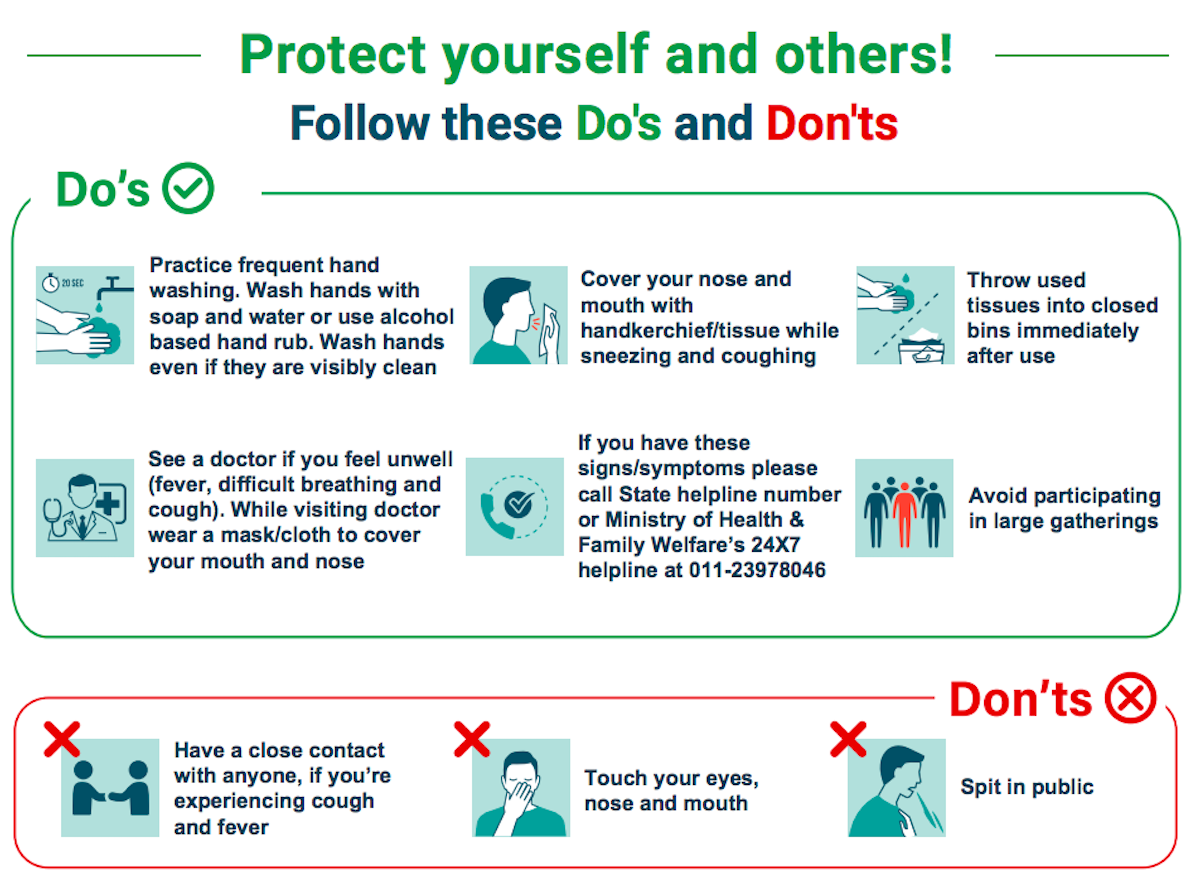 Protect yourself and others!
Follow these Do's and Don'ts
Do’s
20 SEC
Practice frequent hand
washing. Wash hands with
soap and water or use alcohol
based hand rub. Wash hands
even if they are visibly clean
Cover your nose and
mouth with
handkerchief/tissue while
sneezing and coughing
Throw used
tissues into closed
bins immediately
after use
See a doctor if you feel unwell
(fever, difficult breathing and
cough). While visiting doctor
wear a mask/cloth to cover
your mouth and nose
If you have these
signs/symptoms please
call State helpline number
or Ministry of Health &
Family Welfare’s 24X7
helpline at 011-23978046
Avoid participating
in large gatherings
Don’ts
Have a close contact
with anyone, if you’re
experiencing cough
and fever
Touch your eyes,
nose and mouth
Spit in public